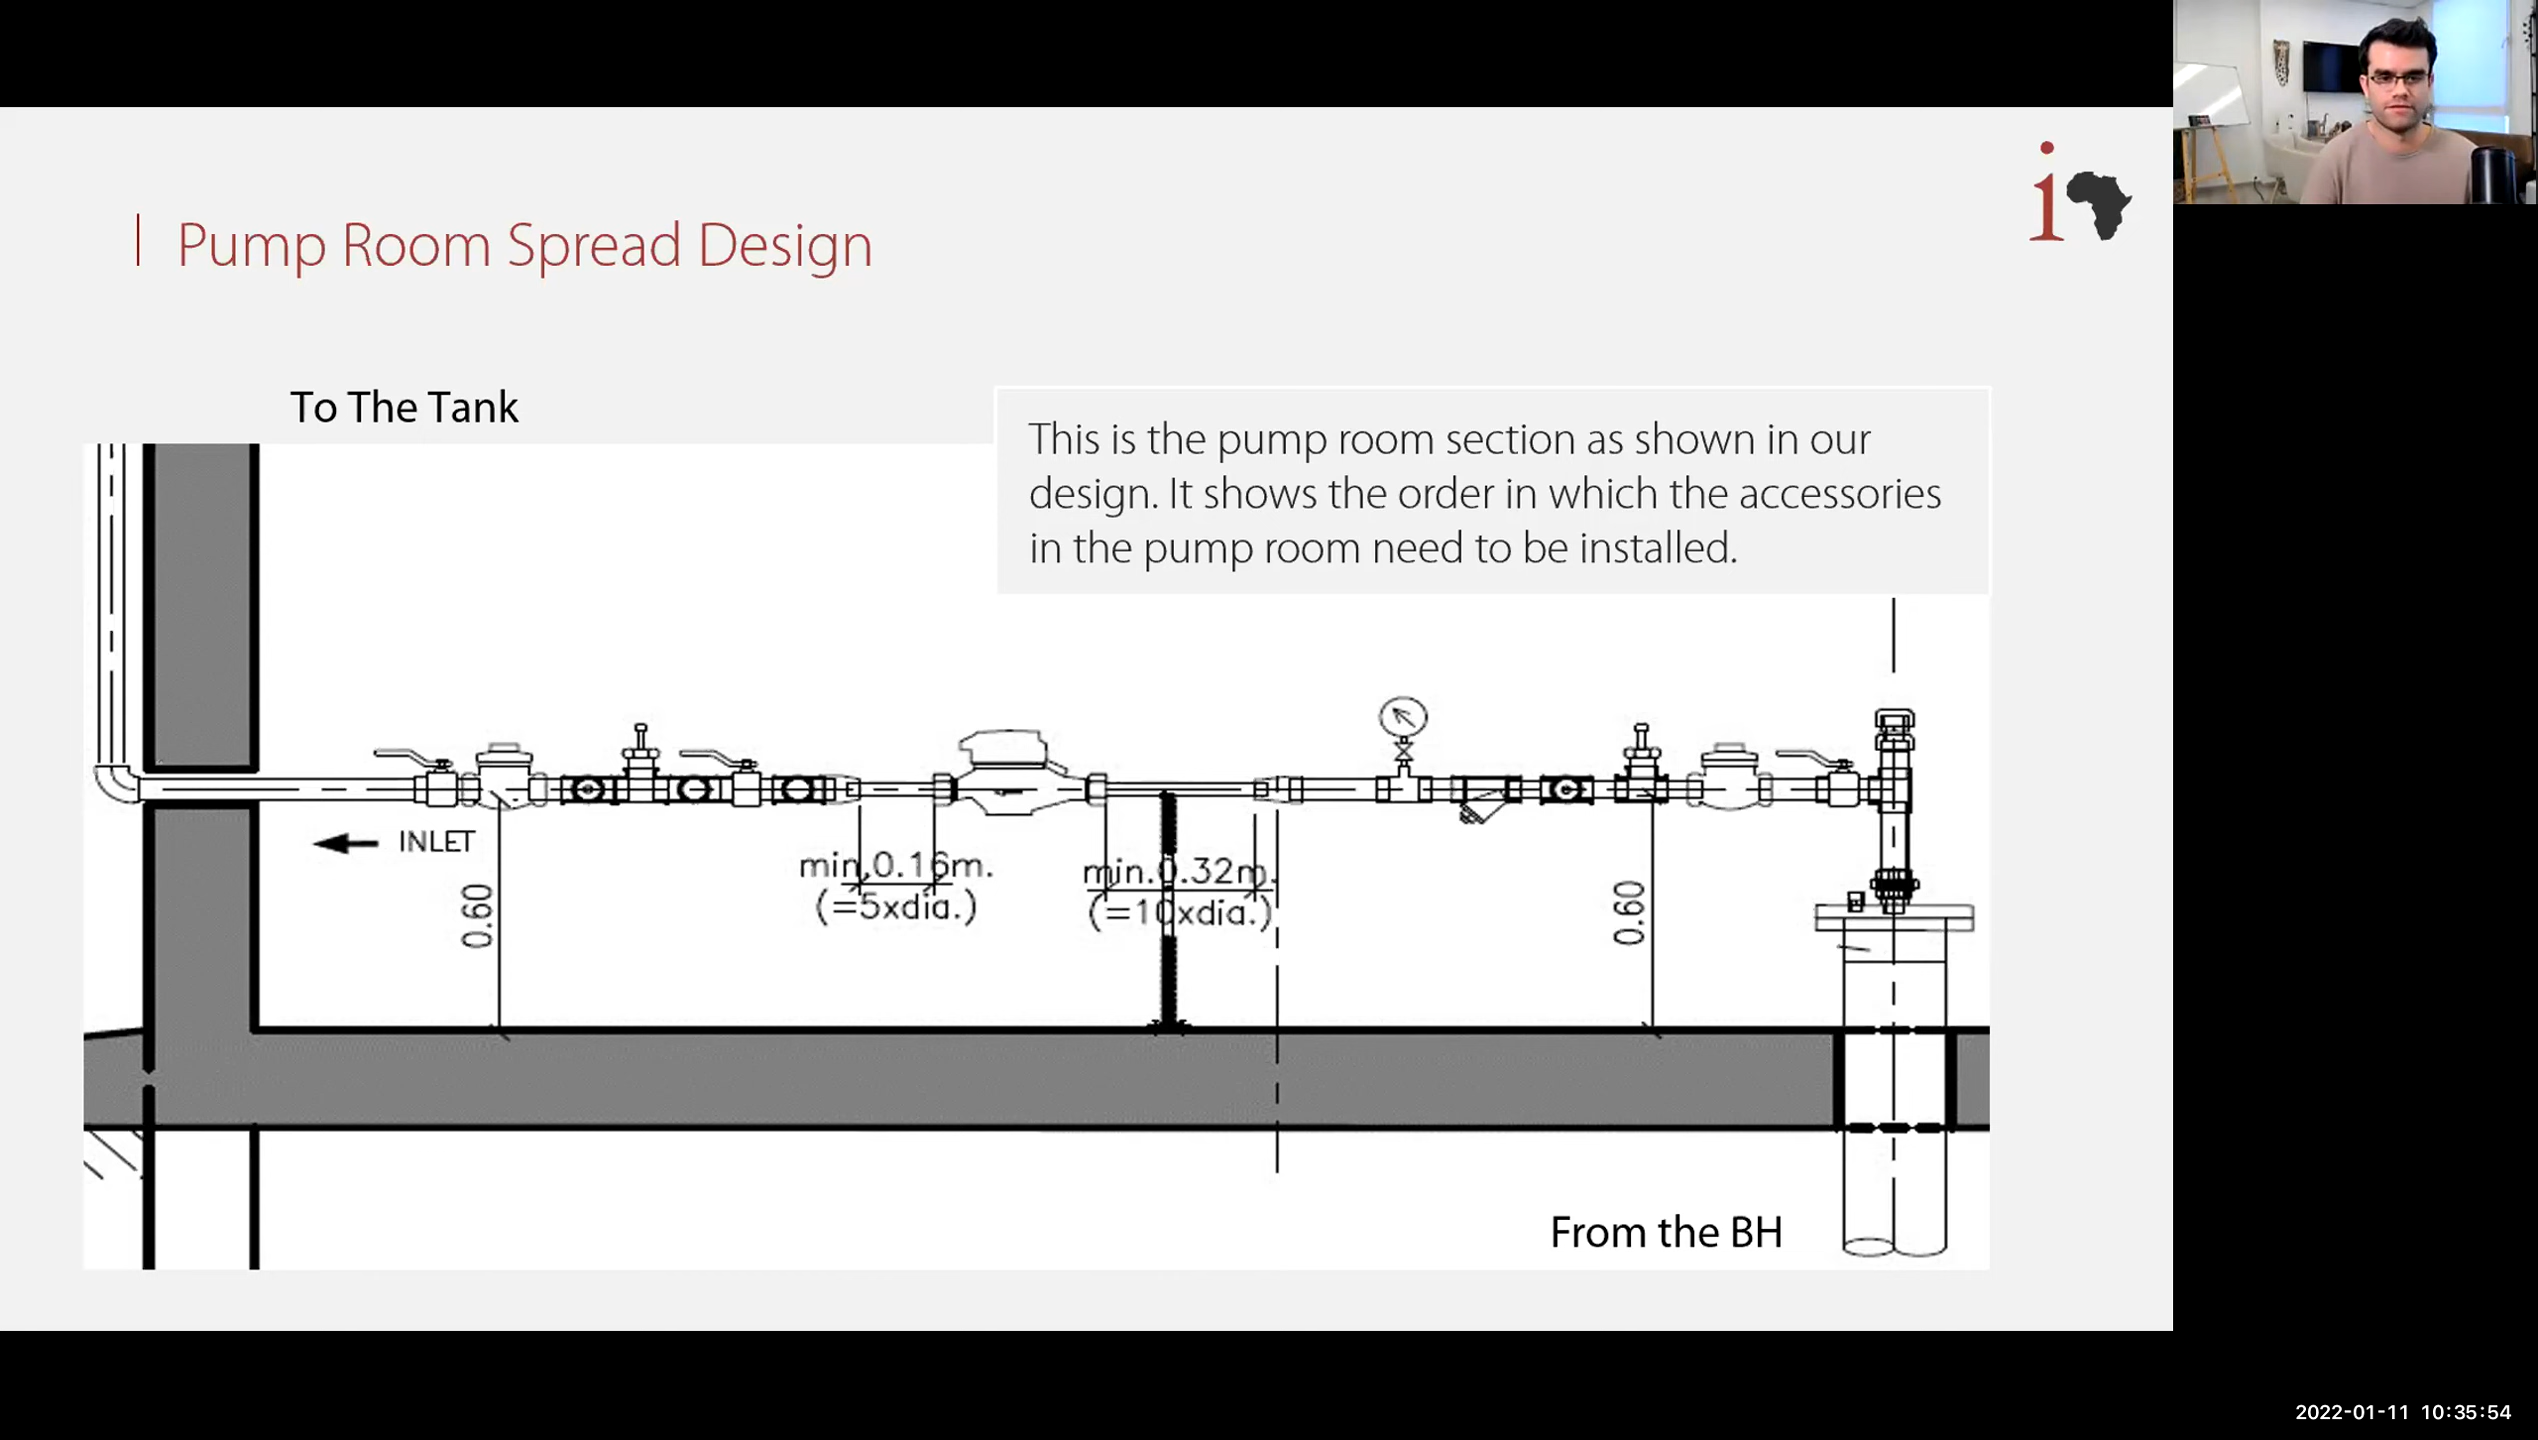 i
Pump Room Spread Design
To The Tank
This is the pump room section as shown in our
design. It shows the order in which the accessories
in the pump room need to be installed.
INLET
0.60
min.0.16m.
(=5xdia.)
min.0.32m.
(=10xdia.)
0.60
From the BH
2022-01-11 10:35:54